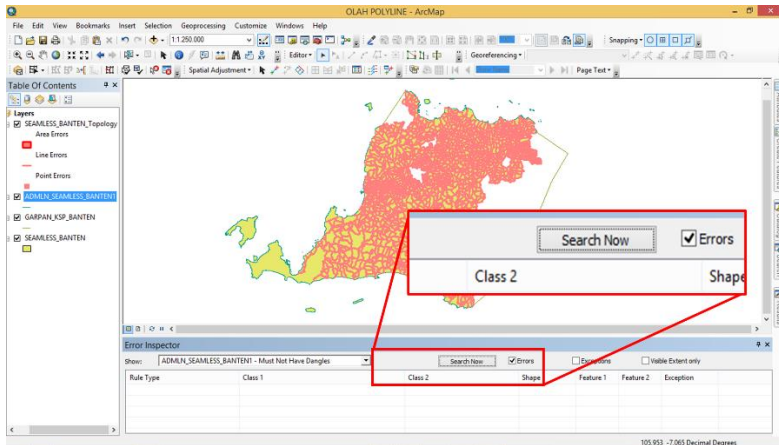 OLAH POLYLINE - ArcMap
File Edit View Bookmarks Insert Selection Geoprocessing Customize Windows Help
1:1.250.000 Snapping
Editor Georeferencing
Spatial Adjustment Page Text
Table Of Contents
Layers
SEAMLESS_BANTEN_Topology
Area Errors
Line Errors
Point Errors
ADMLN_SEAMLESS_BANTEN1
GARPAN_KSP_BANTEN
SEAMLESS_BANTEN
Search Now Errors
Class 2 Shape
Error Inspector
Show: ADMLN_SEAMLESS_BANTEN1 - Must Not Have Dangles Search Now Errors Exceptions Visible Extent only
Rule Type Class 1 Class 2 Shape Feature 1 Feature 2 Exception
105.953 -7.065 Decimal Degrees